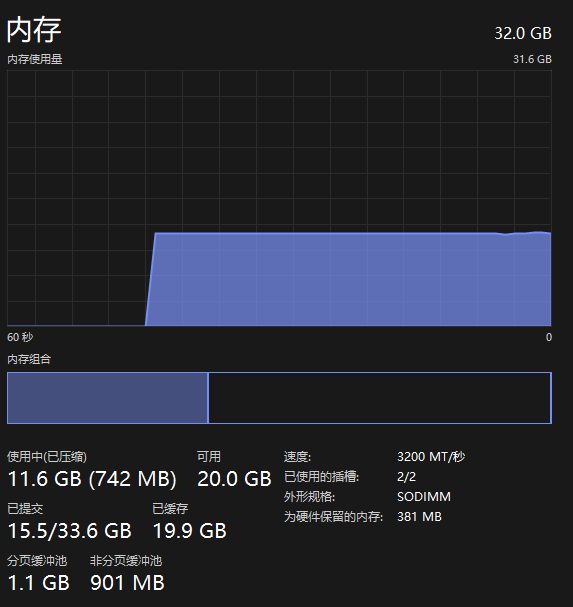 内存 32.0 GB
内存使用量 31.6 GB
60 秒 0
内存组合
使用中(已压缩) 可用
11.6 GB (742 MB) 20.0 GB
已提交 已缓存
15.5/33.6 GB 19.9 GB
分页缓冲池 非分页缓冲池
1.1 GB 901 MB
速度: 3200 MT/秒
已使用的插槽: 2/2
外形规格: SODIMM
为硬件保留的内存: 381 MB